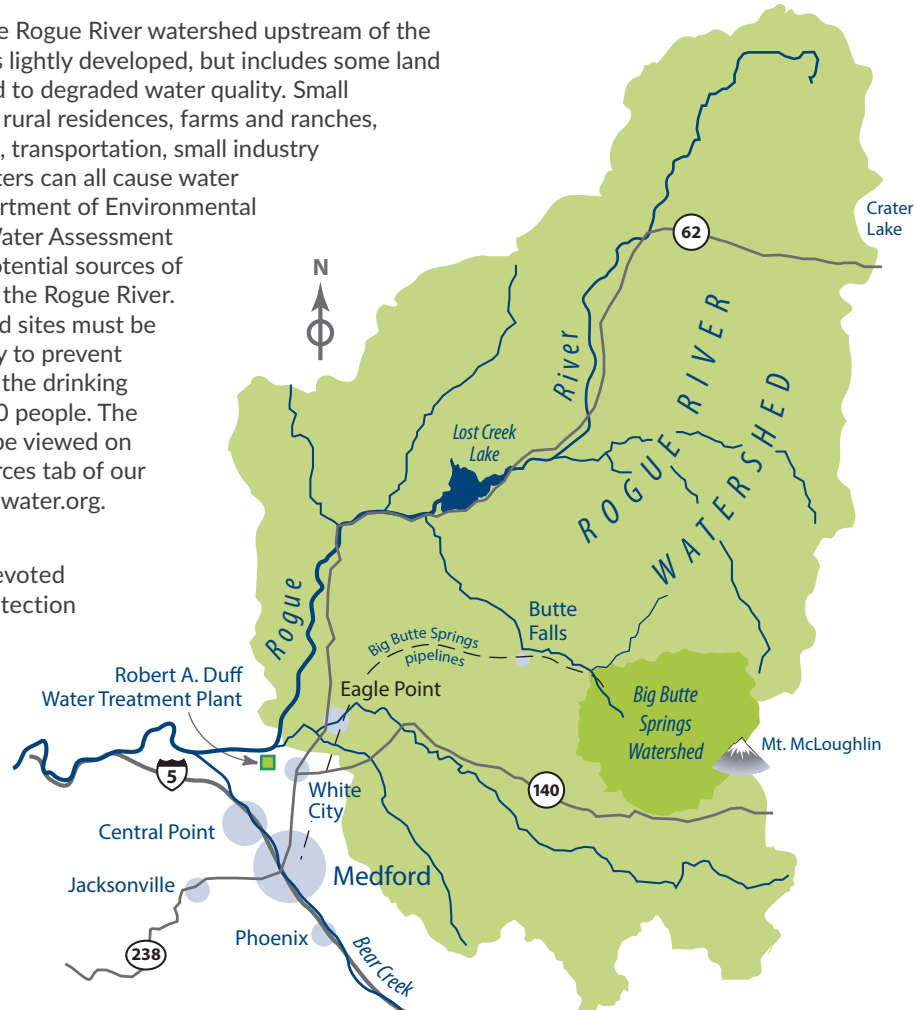 e Rogue River watershed upstream of the
s lightly developed, but includes some land
d to degraded water quality. Small
rural residences, farms and ranches,
, transportation, small industry
ters can all cause water
artment of Environmental
Water Assessment
otential sources of
the Rogue River.
d sites must be
y to prevent
the drinking
0 people. The
be viewed on
rces tab of our
water.org.
evoted
tection
N
62
Crater
Lake
River
Lost Creek
Lake
ROGUE RIVER
WATERSHED
Rogue
Butte
Falls
Big Butte Springs
pipelines
Robert A. Duff
Water Treatment Plant
Eagle Point
Big Butte
Springs
Watershed
Mt. McLoughlin
5
White
City
140
Central Point
Medford
Jacksonville
Phoenix
238
Bear Creek